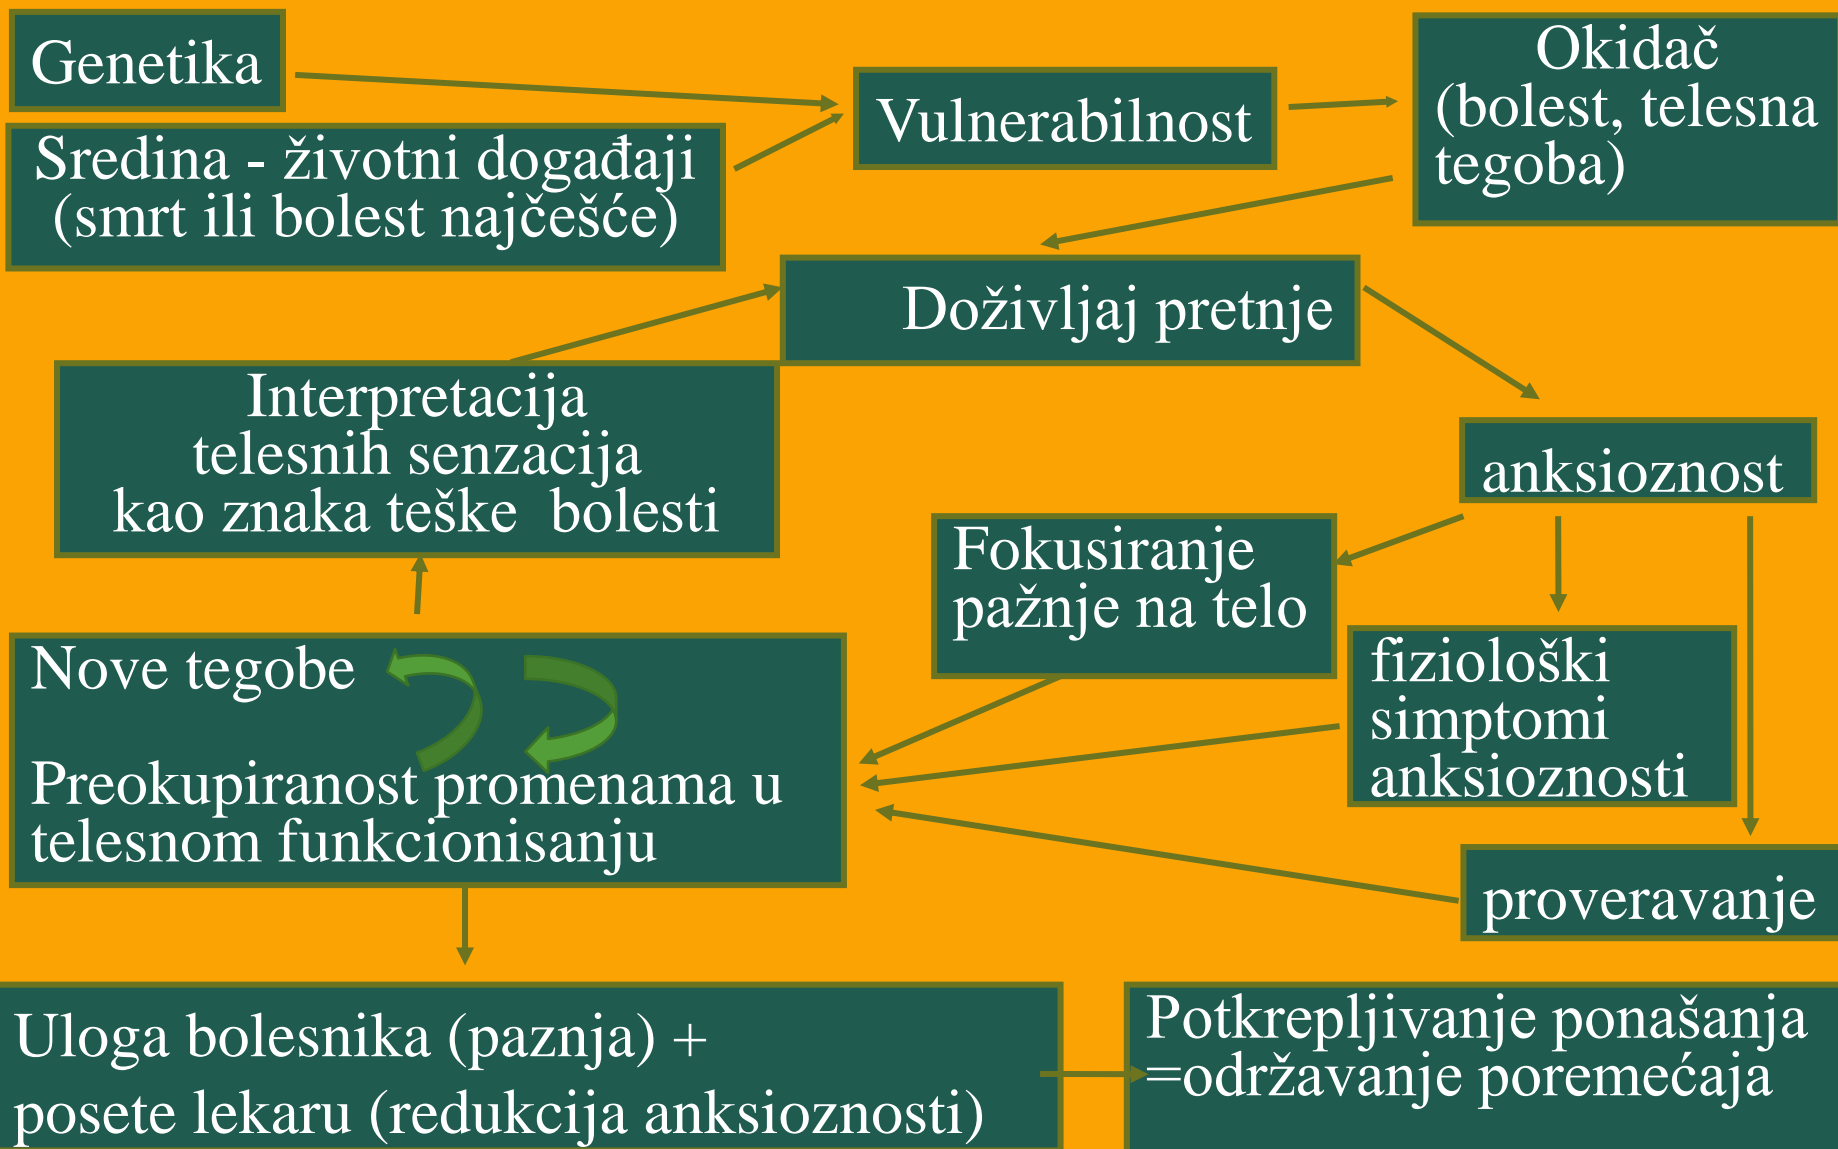 Genetika
Sredina - životni događaji
(smrt ili bolest najčešće)
Vulnerabilnost
Okidač
(bolest, telesna
tegoba)
Doživljaj pretnje
Interpretacija
telesnih senzacija
kao znaka teške bolesti
anksioznost
Fokusiranje
pažnje na telo
fiziološki
simptomi
anksioznosti
Nove tegobe
Preokupiranost promenama u
telesnom funkcionisanju
proveravanje
Uloga bolesnika (paznja) +
posete lekaru (redukcija anksioznosti)
Potkrepljivanje ponašanja
=održavanje poremećaja